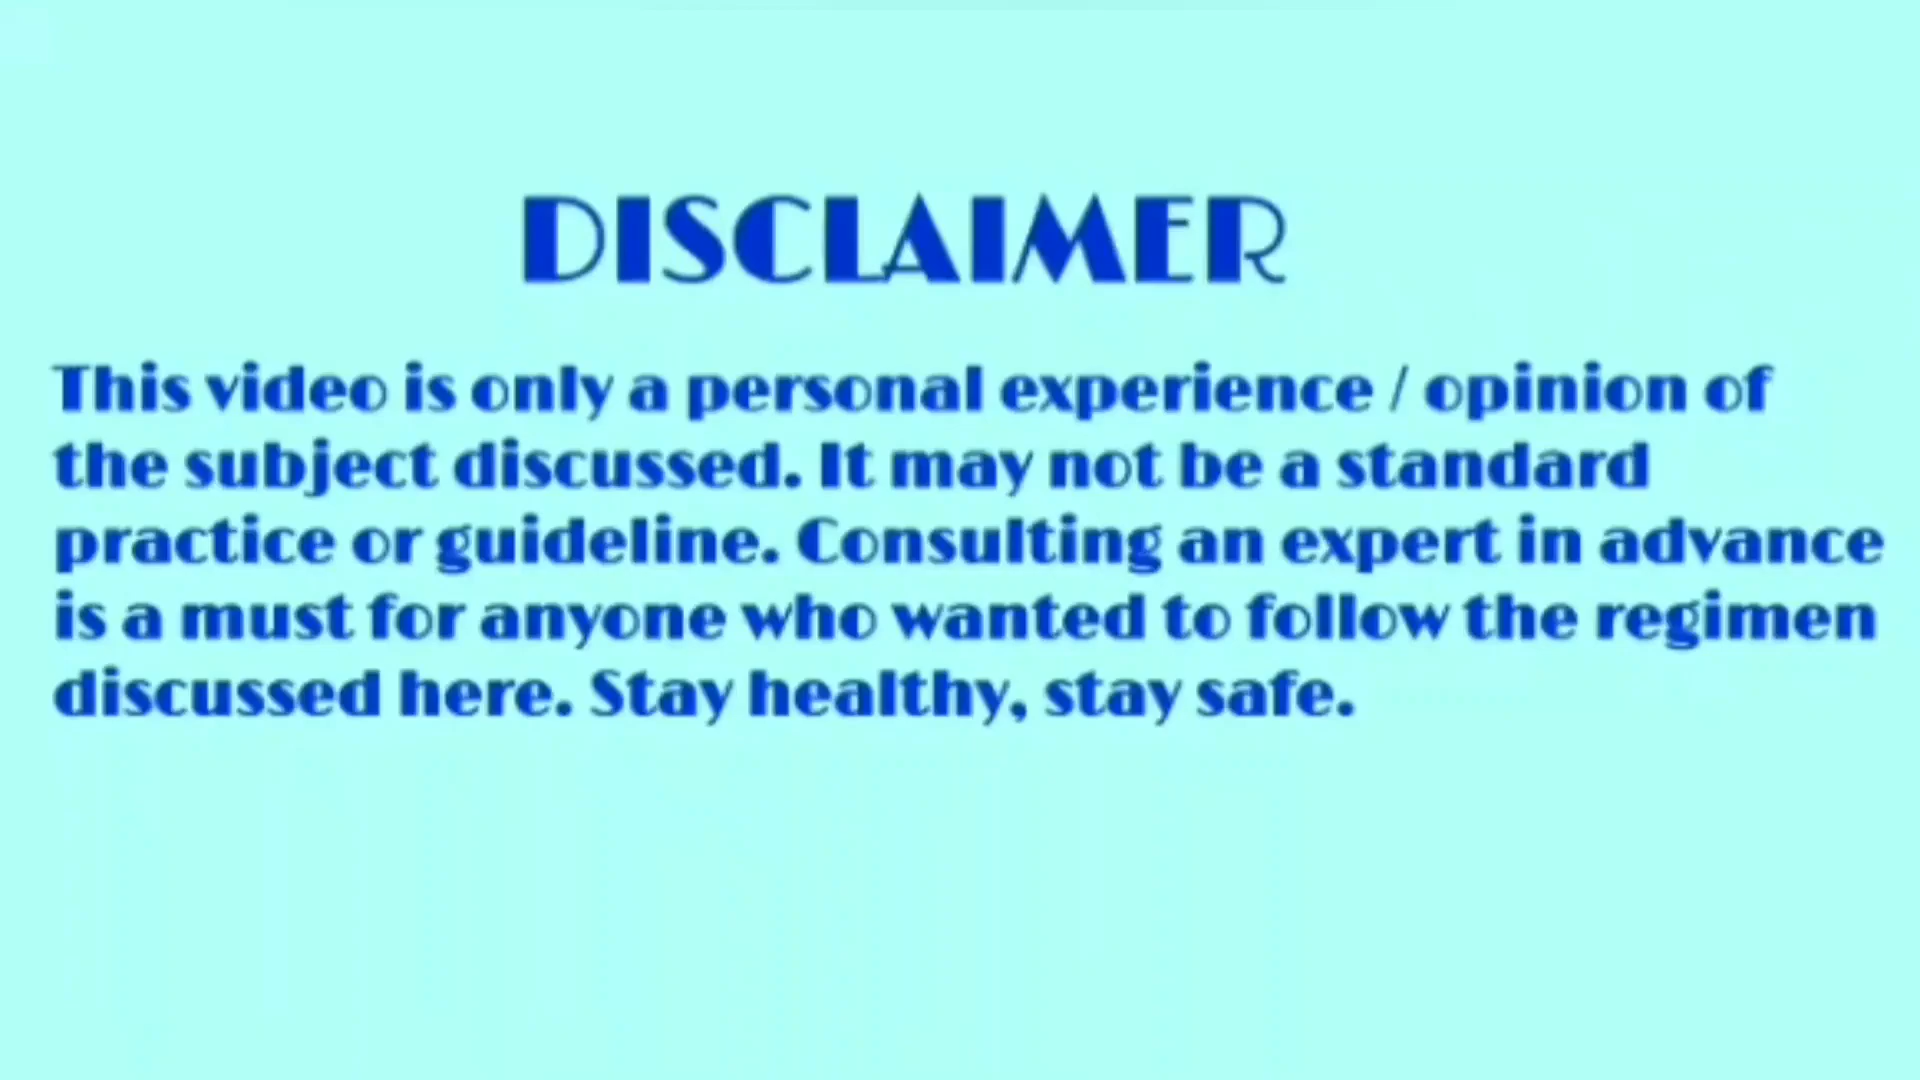 DISCLAIMER
This video is only a personal experience / opinion of
the subject discussed. It may not be a standard
practice or guideline. Consulting an expert in advance
is a must for anyone who wanted to follow the regimen
discussed here. Stay healthy, stay safe.